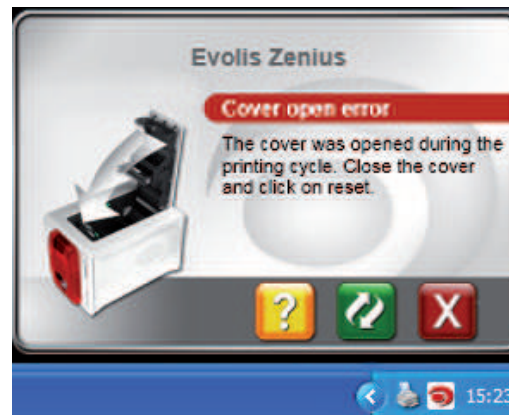 Evolis Zenius
Cover open error
The cover was opened during the
printing cycle. Close the cover
and click on reset.
?
X
15:23